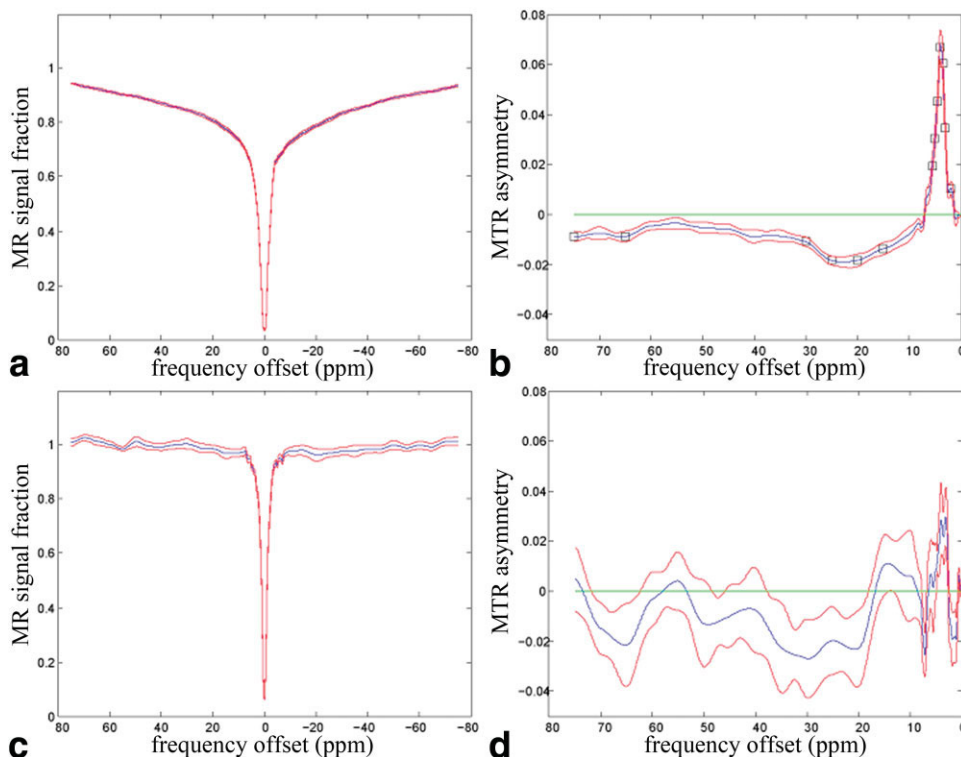 MR signal fraction
1
0.8
0.6
0.4
0.2
0
80 60 40 20 0 -20 -40 -60 -80
frequency offset (ppm)
a
MTR asymmetry
0.08
0.06
0.04
0.02
0
-0.02
-0.04
80 70 60 50 40 30 20 10 0
frequency offset (ppm)
b
MR signal fraction
1
0.8
0.6
0.4
0.2
0
80 60 40 20 0 -20 -40 -60 -80
frequency offset (ppm)
c
MTR asymmetry
0.08
0.06
0.04
0.02
0
-0.02
-0.04
80 70 60 50 40 30 20 10 0
frequency offset (ppm)
d